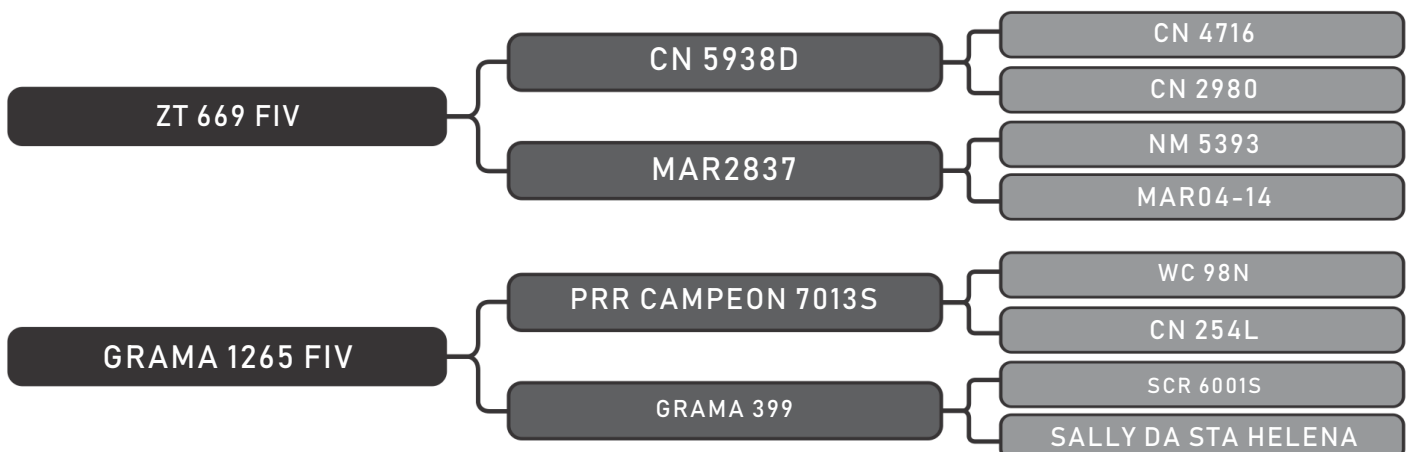 CN 4716
CN 5938D
CN 2980
ZT 669 FIV
NM 5393
MAR2837
MAR04-14
WC 98N
PRR CAMPEON 7013S
CN 254L
GRAMA 1265 FIV
SCR 6001S
GRAMA 399
SALLY DA STA HELENA